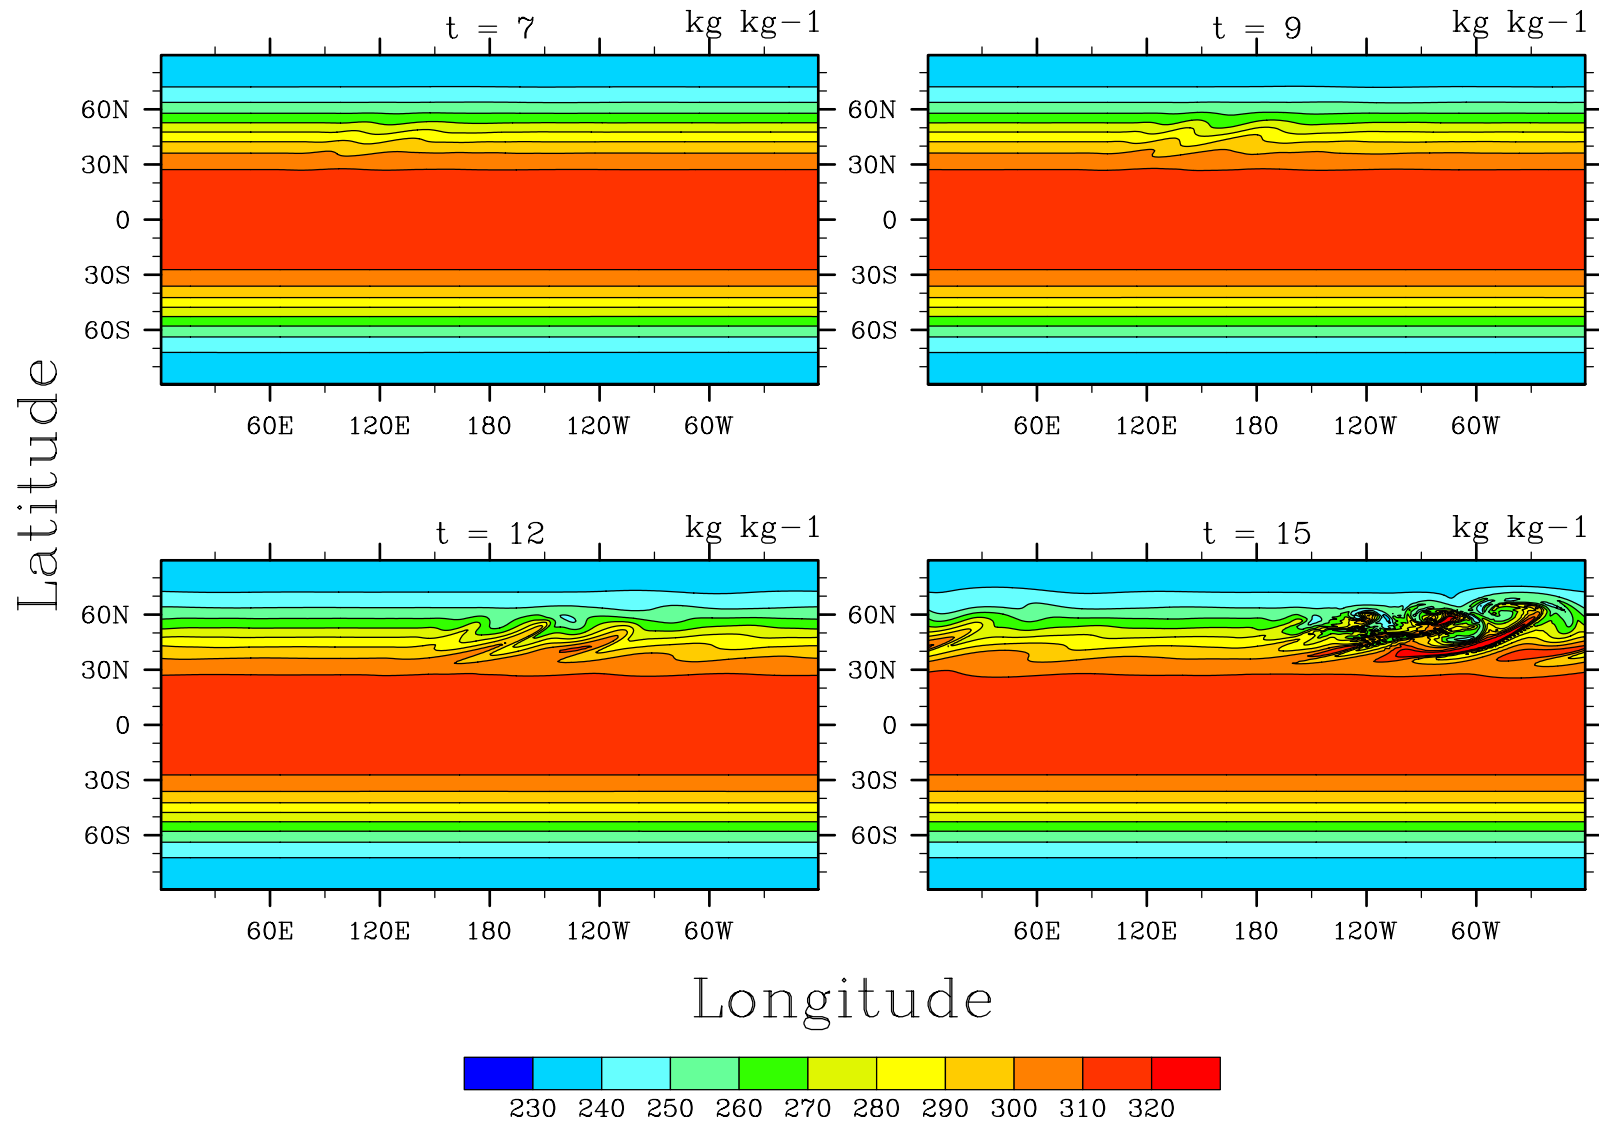 t = 7 kg kg-1
t = 9 kg kg-1
60N
30N
0
30S
60S
60E 120E 180 120W 60W
60N
30N
0
30S
60S
60E 120E 180 120W 60W
Latitude
t = 12 kg kg-1
t = 15 kg kg-1
60N
30N
0
30S
60S
60E 120E 180 120W 60W
60N
30N
0
30S
60S
60E 120E 180 120W 60W
Longitude
230 240 250 260 270 280 290 300 310 320